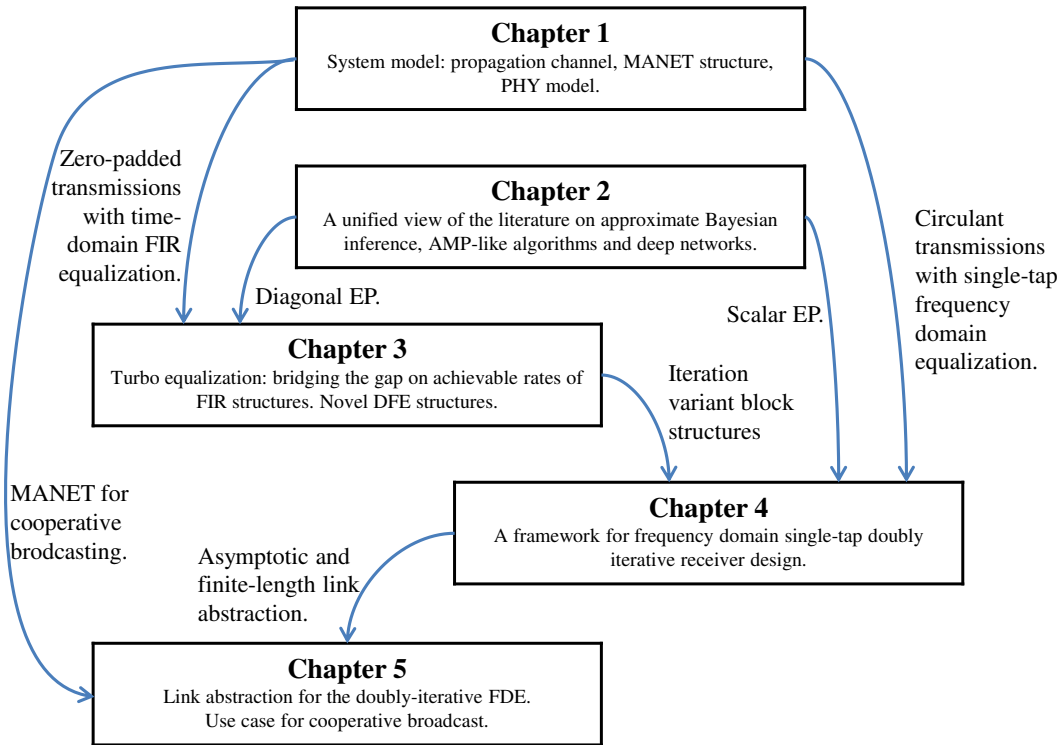 Chapter 1
System model: propagation channel, MANET structure,
PHY model.
Zero-padded
transmissions
with time-
domain FIR
equalization.
Chapter 2
A unified view of the literature on approximate Bayesian
inference, AMP-like algorithms and deep networks.
Circulant
transmissions
with single-tap
frequency
domain
equalization.
Diagonal EP.
Scalar EP.
Chapter 3
Turbo equalization: bridging the gap on achievable rates of
FIR structures. Novel DFE structures.
Iteration
variant block
structures
MANET for
cooperative
brodcasting.
Chapter 4
A framework for frequency domain single-tap doubly
iterative receiver design.
Asymptotic and
finite-length link
abstraction.
Chapter 5
Link abstraction for the doubly-iterative FDE.
Use case for cooperative broadcast.